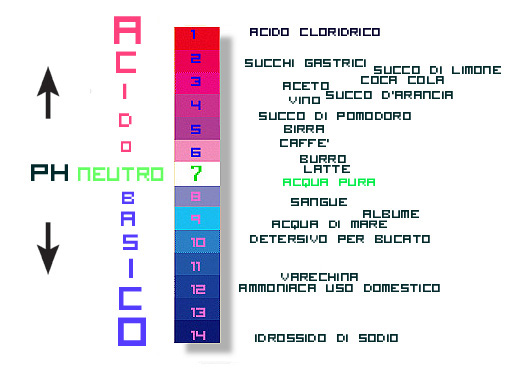 ACIDO
PH NEUTRO
BASICO
1
2
3
4
5
6
7
8
9
10
11
12
13
14
ACIDO CLORIDRICO
SUCCHI GASTRICI
SUCCO DI LIMONE
COCA COLA
ACETO
SUCCO D'ARANCIA
VINO
SUCCO DI POMODORO
BIRRA
CAFFE'
BURRO
LATTE
ACQUA PURA
SANGUE
ALBUME
ACQUA DI MARE
DETERSIVO PER BUCATO
VARECHINA
AMMONIACA USO DOMESTICO
IDROSSIDO DI SODIO